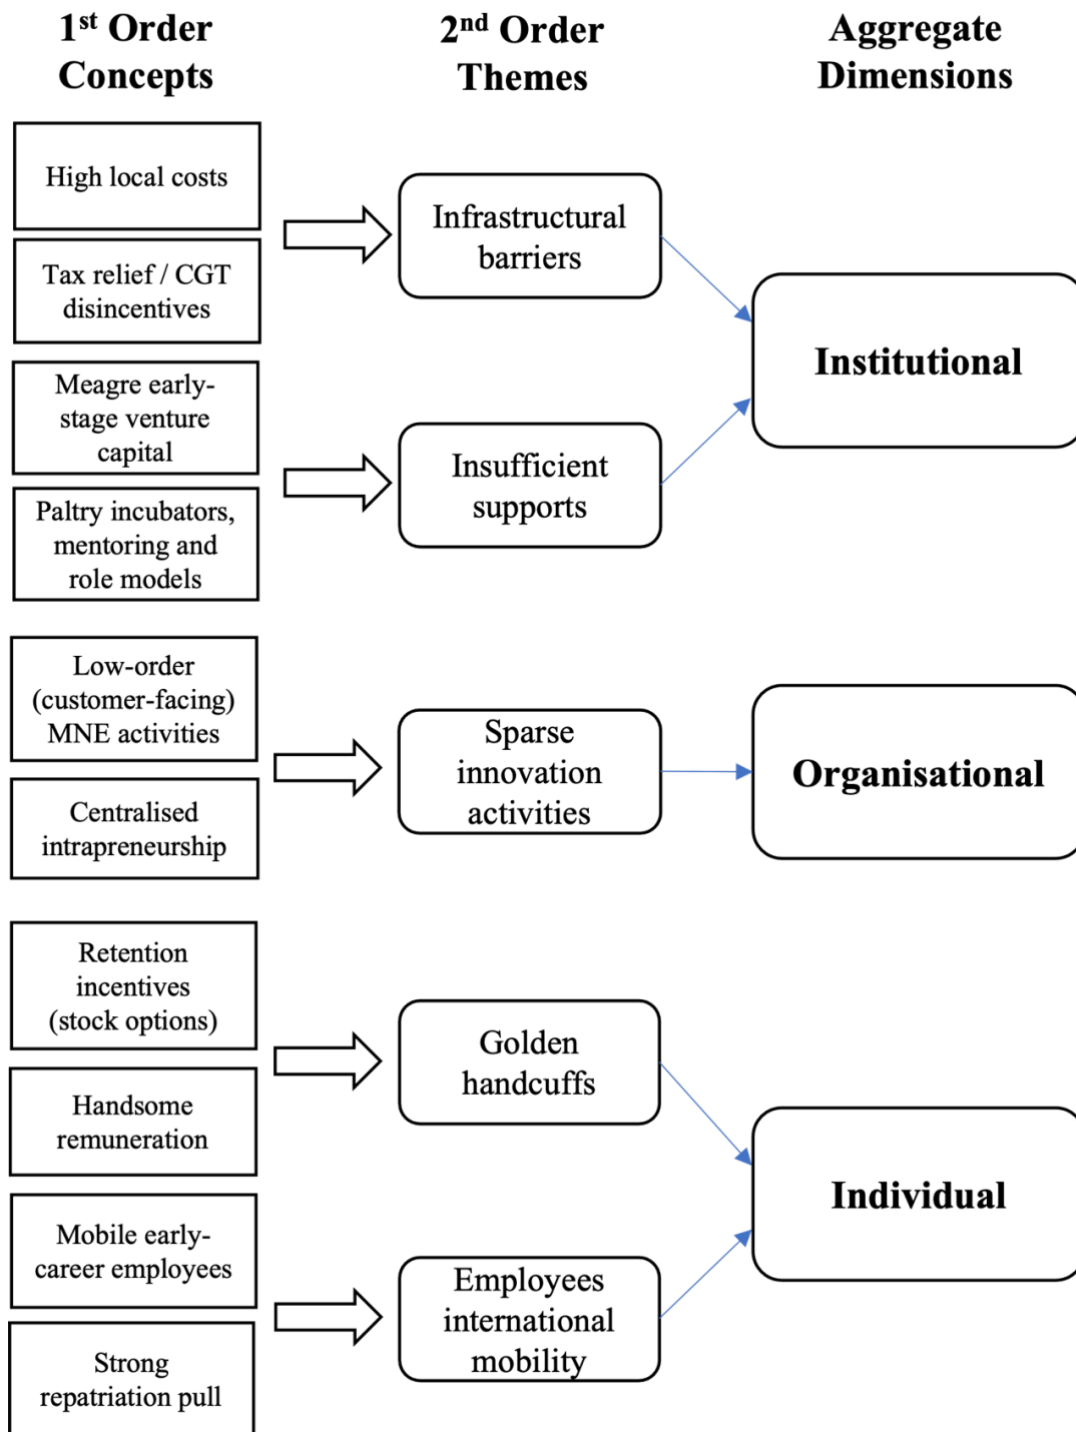 1st Order
Concepts
2nd Order
Themes
Aggregate
Dimensions
High local costs
Tax relief / CGT
disincentives
Meagre early-
stage venture
capital
Paltry incubators,
mentoring and
role models
Infrastructural
barriers
Insufficient
supports
Institutional
Low-order
(customer-facing)
MNE activities
Centralised
intrapreneurship
Sparse
innovation
activities
Organisational
Retention
incentives
(stock options)
Handsome
remuneration
Mobile early-
career employees
Strong
repatriation pull
Golden
handcuffs
Employees
international
mobility
Individual